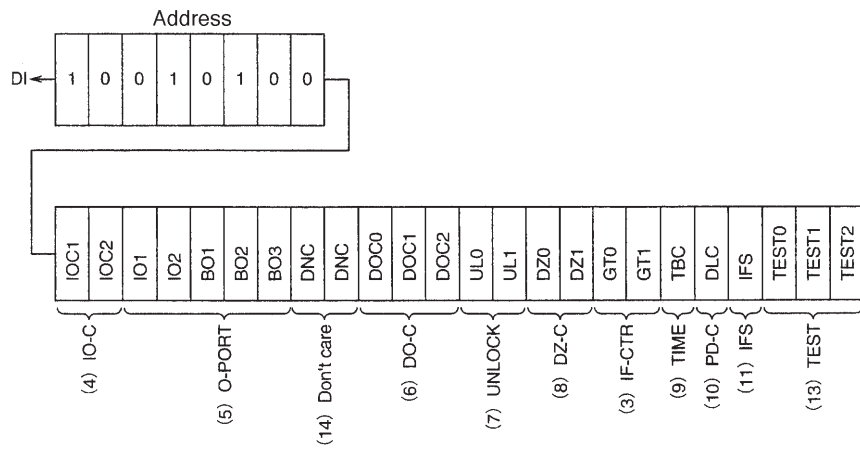 Address
DI
1 0 0 1 0 1 0 0
IOC1 IOC2 IO1 IO2 BO1 BO2 BO3 DNC DNC DOC0 DOC1 DOC2 UL0 UL1 DZ0 DZ1 GT0 GT1 TBC DLC IFS TEST0 TEST1 TEST2
(4) IO-C
(5) O-PORT
(14) Don't care
(6) DO-C
(7) UNLOCK
(8) DZ-C
(3) IF-CTR
(9) TIME
(10) PD-C
(11) IFS
(13) TEST